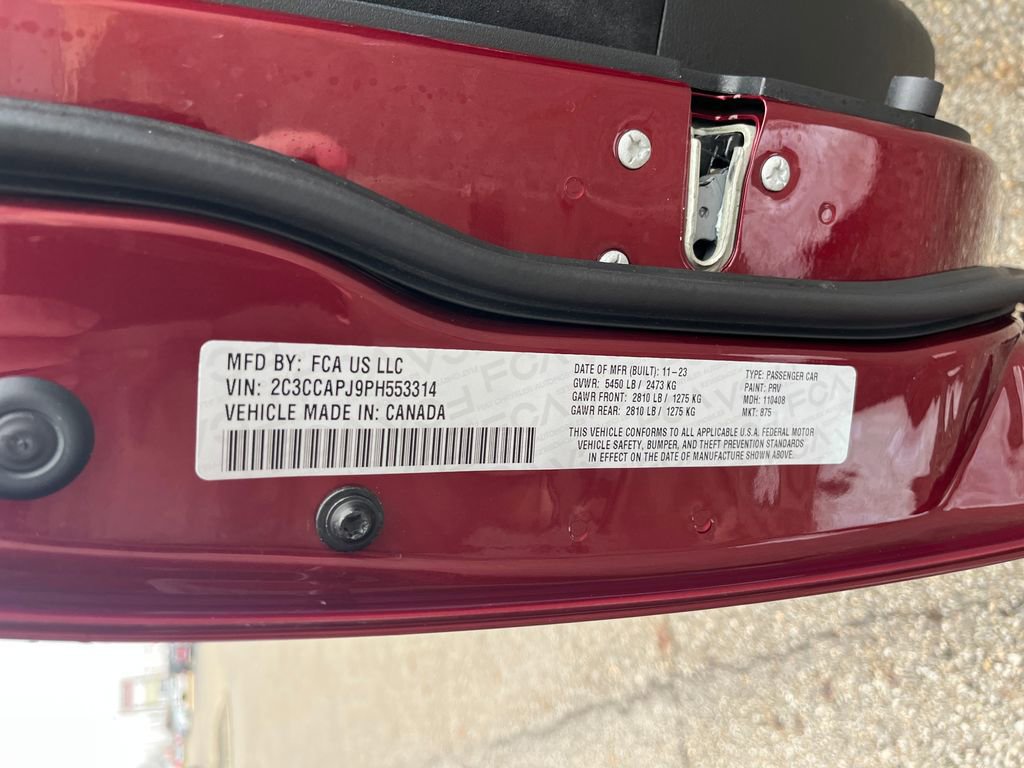 MFD BY: FCA US LLC
VIN: 2C3CCAPJ9PH553314
VEHICLE MADE IN: CANADA
DATE OF MFR (BUILT): 11-23
GVWR: 5450 LB / 2473 KG
GAWR FRONT: 2810 LB / 1275 KG
GAWR REAR: 2810 LB / 1275 KG
TYPE: PASSENGER CAR
PAINT: PRV
MDH: 110408
MKT: B75
THIS VEHICLE CONFORMS TO ALL APPLICABLE U.S.A. FEDERAL MOTOR
VEHICLE SAFETY, BUMPER, AND THEFT PREVENTION STANDARDS
IN EFFECT ON THE DATE OF MANUFACTURE SHOWN ABOVE.